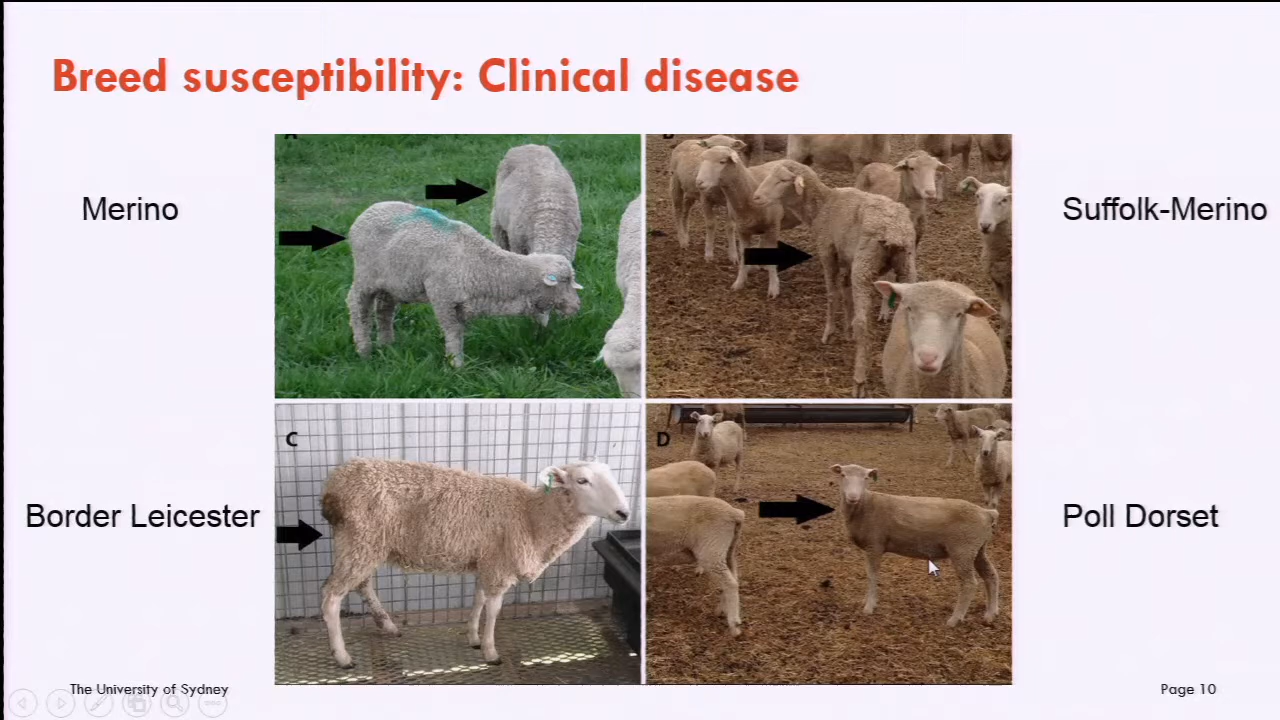 Breed susceptibility: Clinical disease
Merino
Suffolk-Merino
C
D
Border Leicester
Poll Dorset
The University of Sydney
Page 10